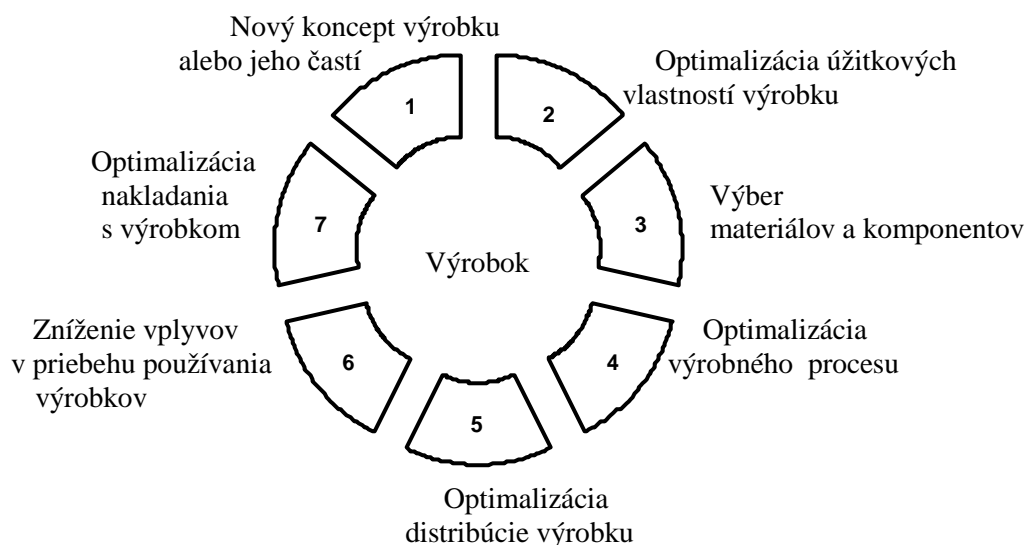 Nový koncept výrobku
alebo jeho častí
1
2
Optimalizácia úžitkových
vlastností výrobku
Optimalizácia
nakladania
s výrobkom
7
3
Výber
materiálov a komponentov
Výrobok
Zníženie vplyvov
v priebehu používania
výrobkov
6
4
Optimalizácia
výrobného procesu
5
Optimalizácia
distribúcie výrobku